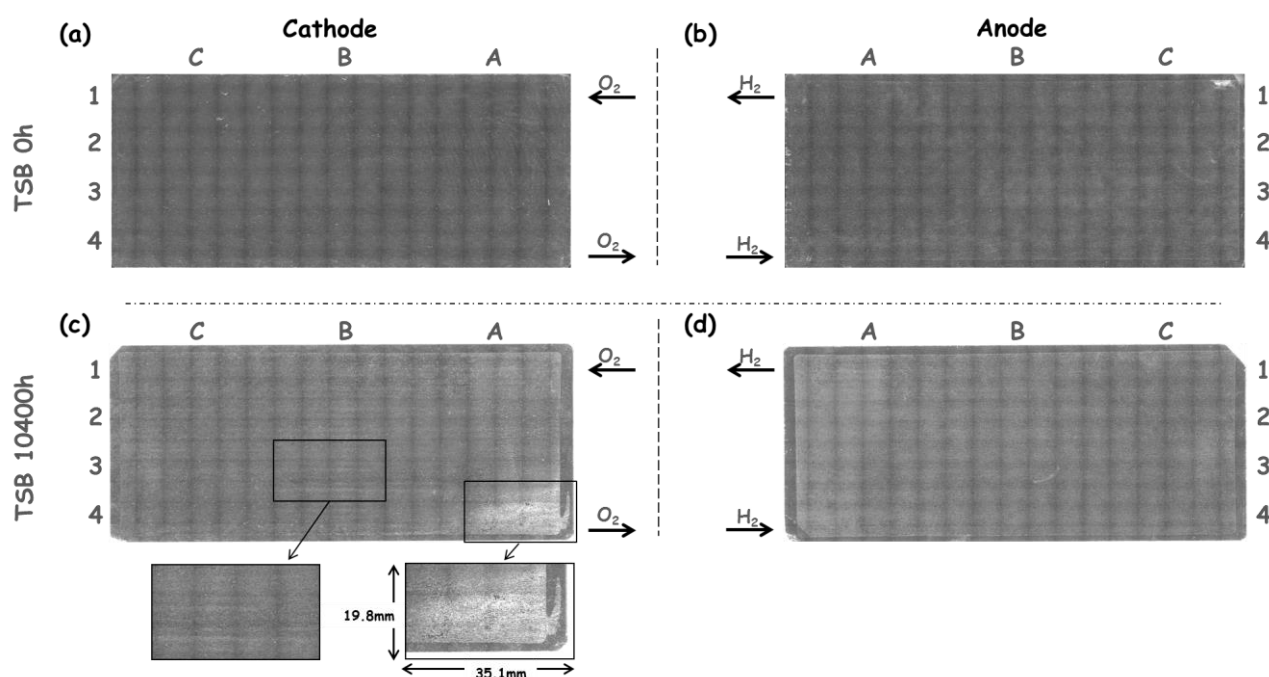 (a) Cathode (b) Anode
C B A A B C
TSB 0h
1 O₂ H₂ 1
2 2
3 3
4 O₂ H₂ 4
(c) (d)
C B A A B C
TSB 10400h
1 O₂ H₂ 1
2 2
3 3
4 O₂ H₂ 4
19.8mm
35.1mm